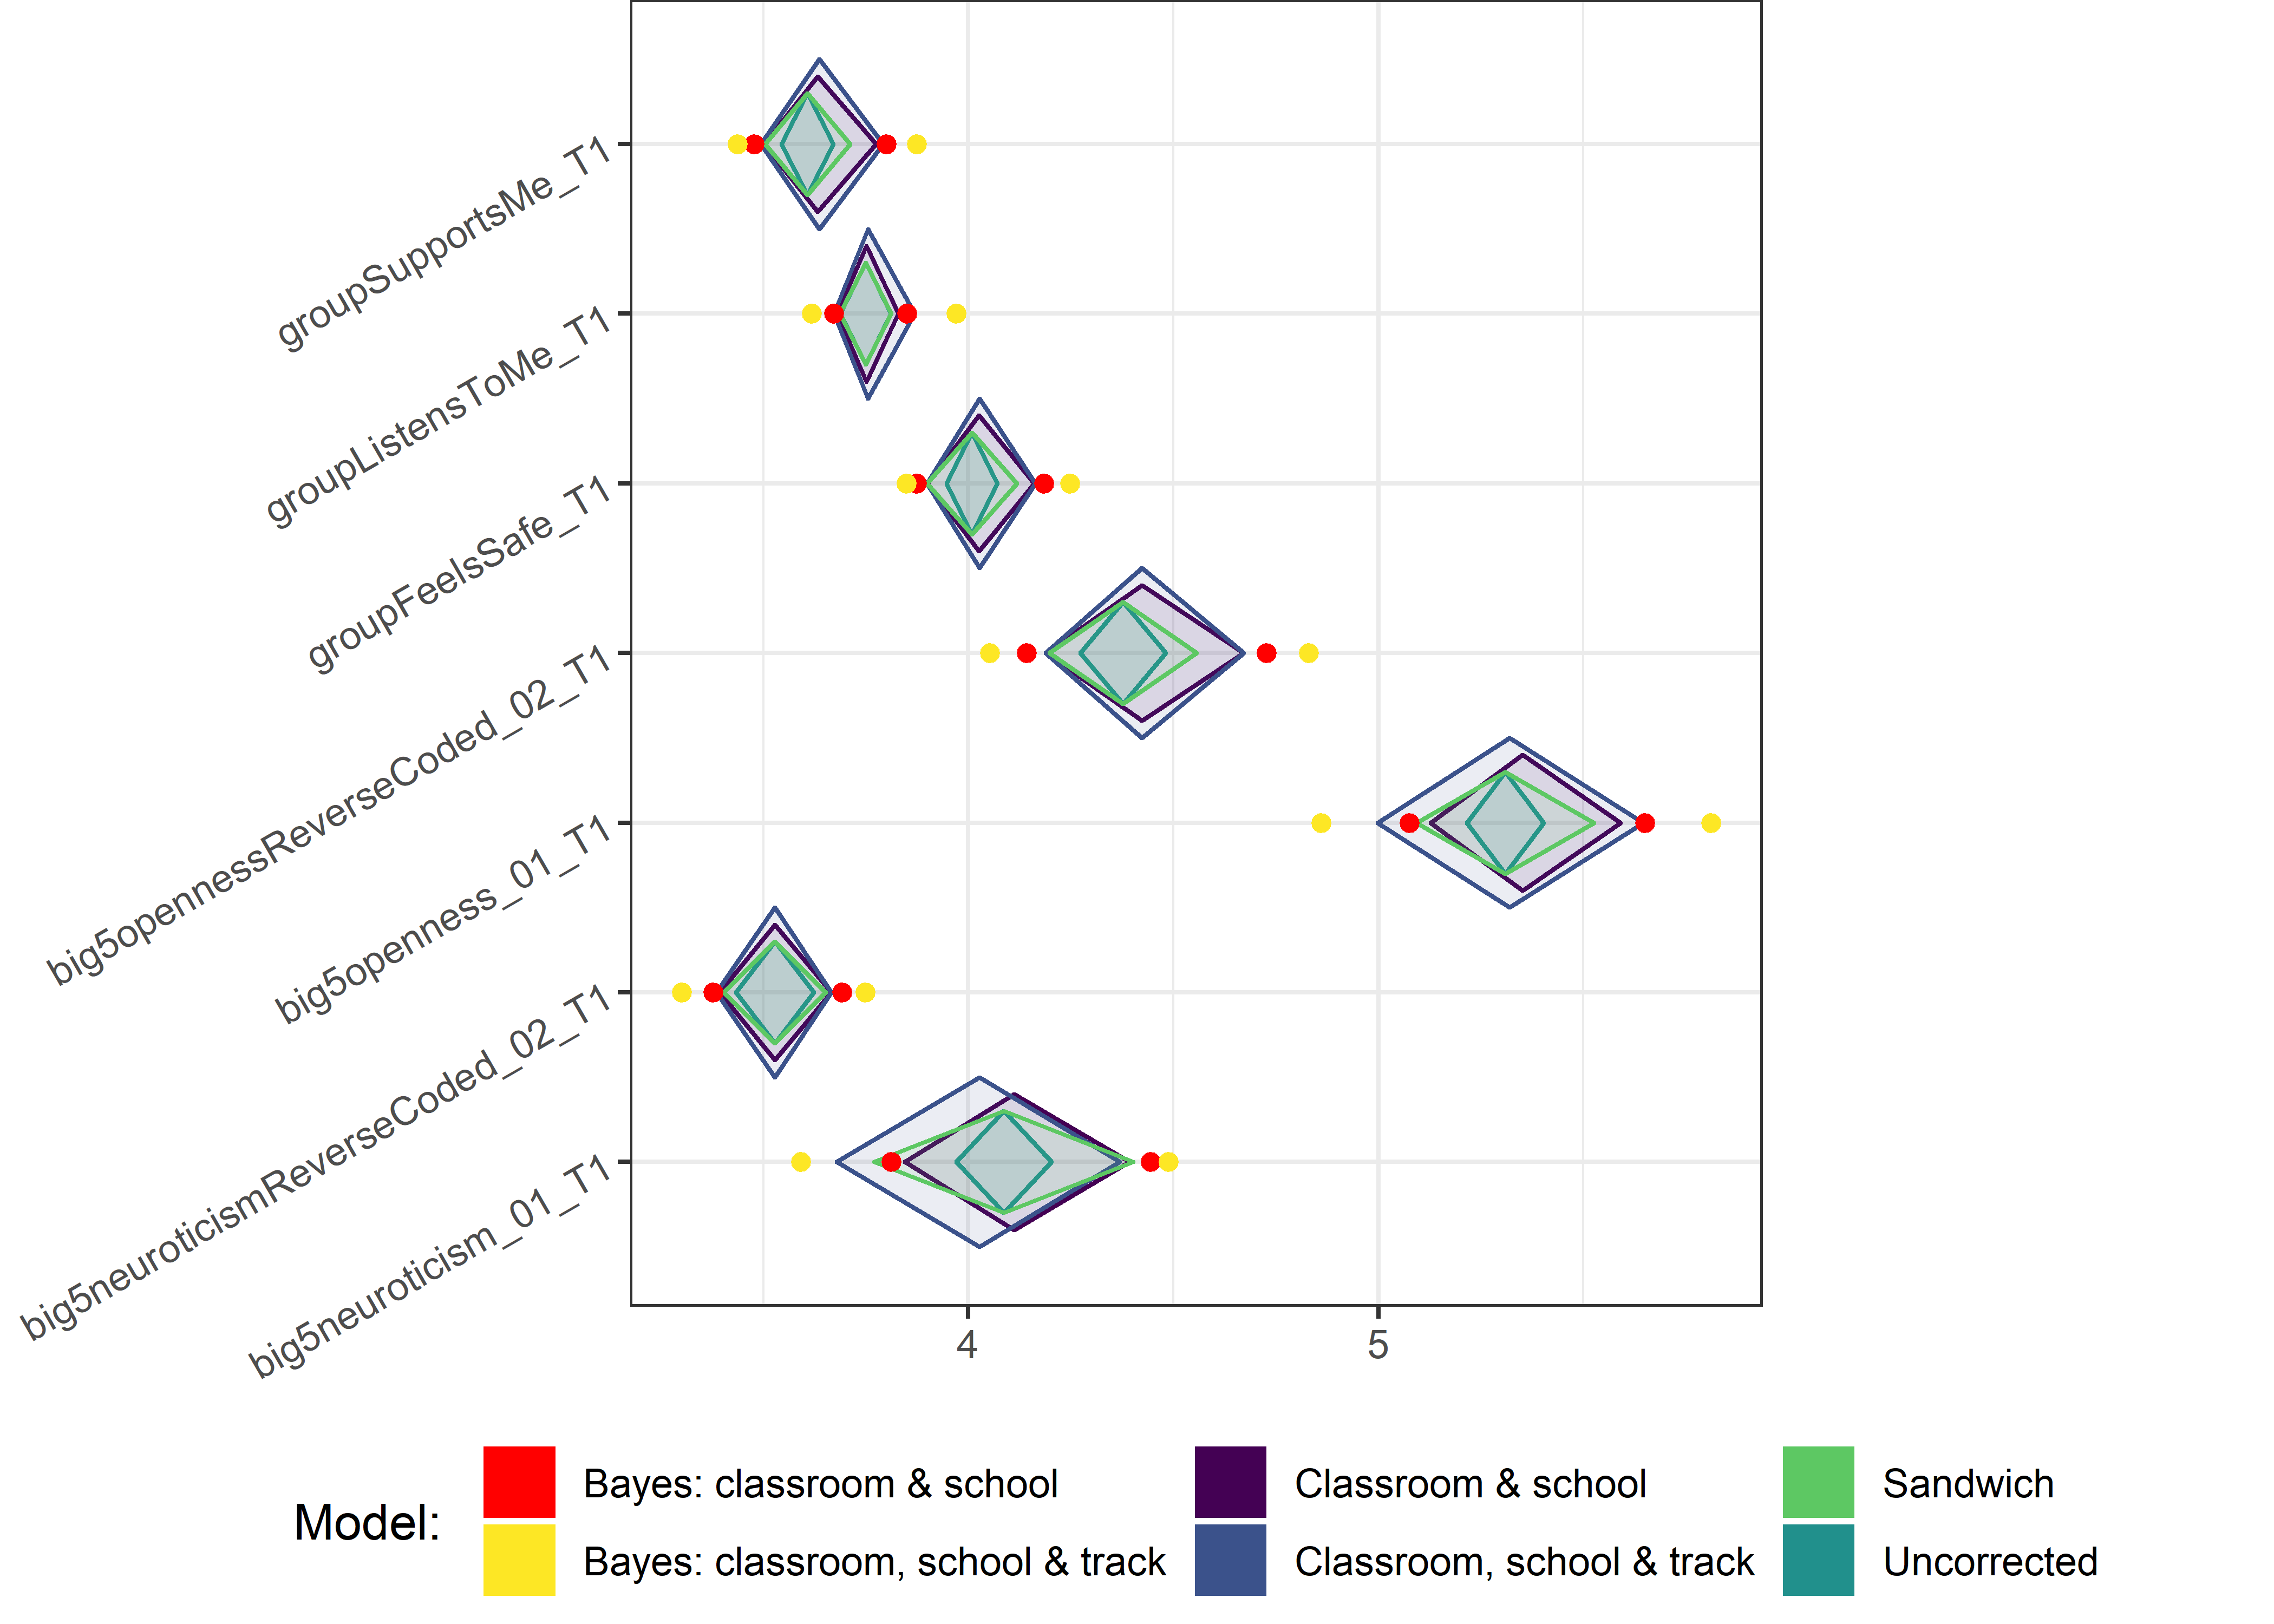 groupSupportsMe_T1
groupListensToMe_T1
groupFeelsSafe_T1
big5opennessReverseCoded_02_T1
big5openness_01_T1
big5neuroticismReverseCoded_02_T1
big5neuroticism_01_T1
4 5
Model:
Bayes: classroom & school
Classroom & school
Sandwich
Bayes: classroom, school & track
Classroom, school & track
Uncorrected